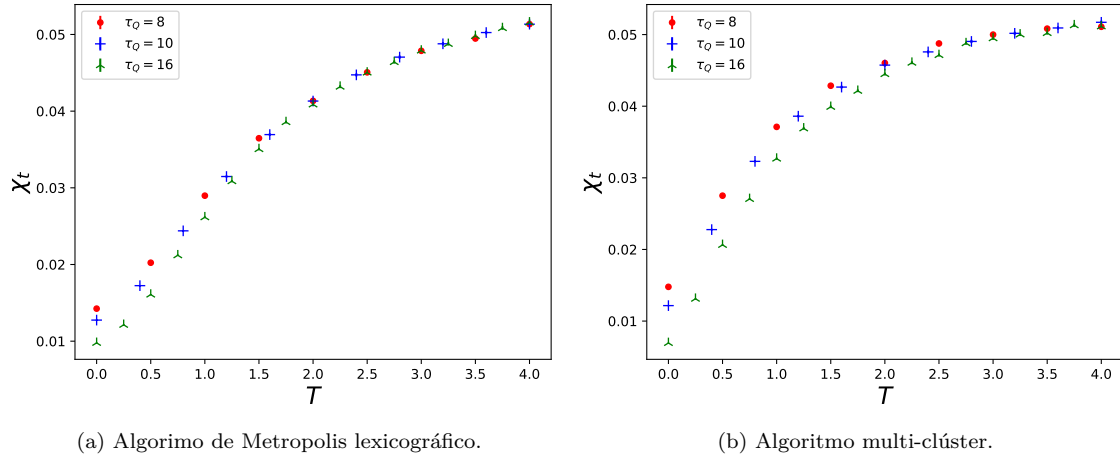 τ_Q = 8
τ_Q = 10
τ_Q = 16
χ_t
0.05
0.04
0.03
0.02
0.01
0.0 0.5 1.0 1.5 2.0 2.5 3.0 3.5 4.0
T
(a) Algorimo de Metropolis lexicográfico.
τ_Q = 8
τ_Q = 10
τ_Q = 16
χ_t
0.05
0.04
0.03
0.02
0.01
0.0 0.5 1.0 1.5 2.0 2.5 3.0 3.5 4.0
T
(b) Algoritmo multi-clúster.